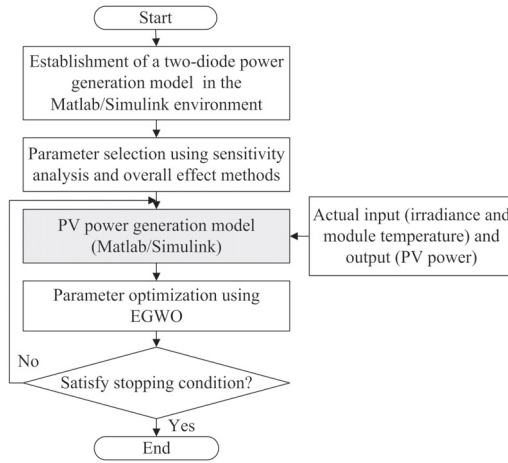 Start
Establishment of a two-diode power
generation model in the
Matlab/Simulink environment
Parameter selection using sensitivity
analysis and overall effect methods
PV power generation model
(Matlab/Simulink)
Actual input (irradiance and
module temperature) and
output (PV power)
Parameter optimization using
EGWO
No
Satisfy stopping condition?
Yes
End